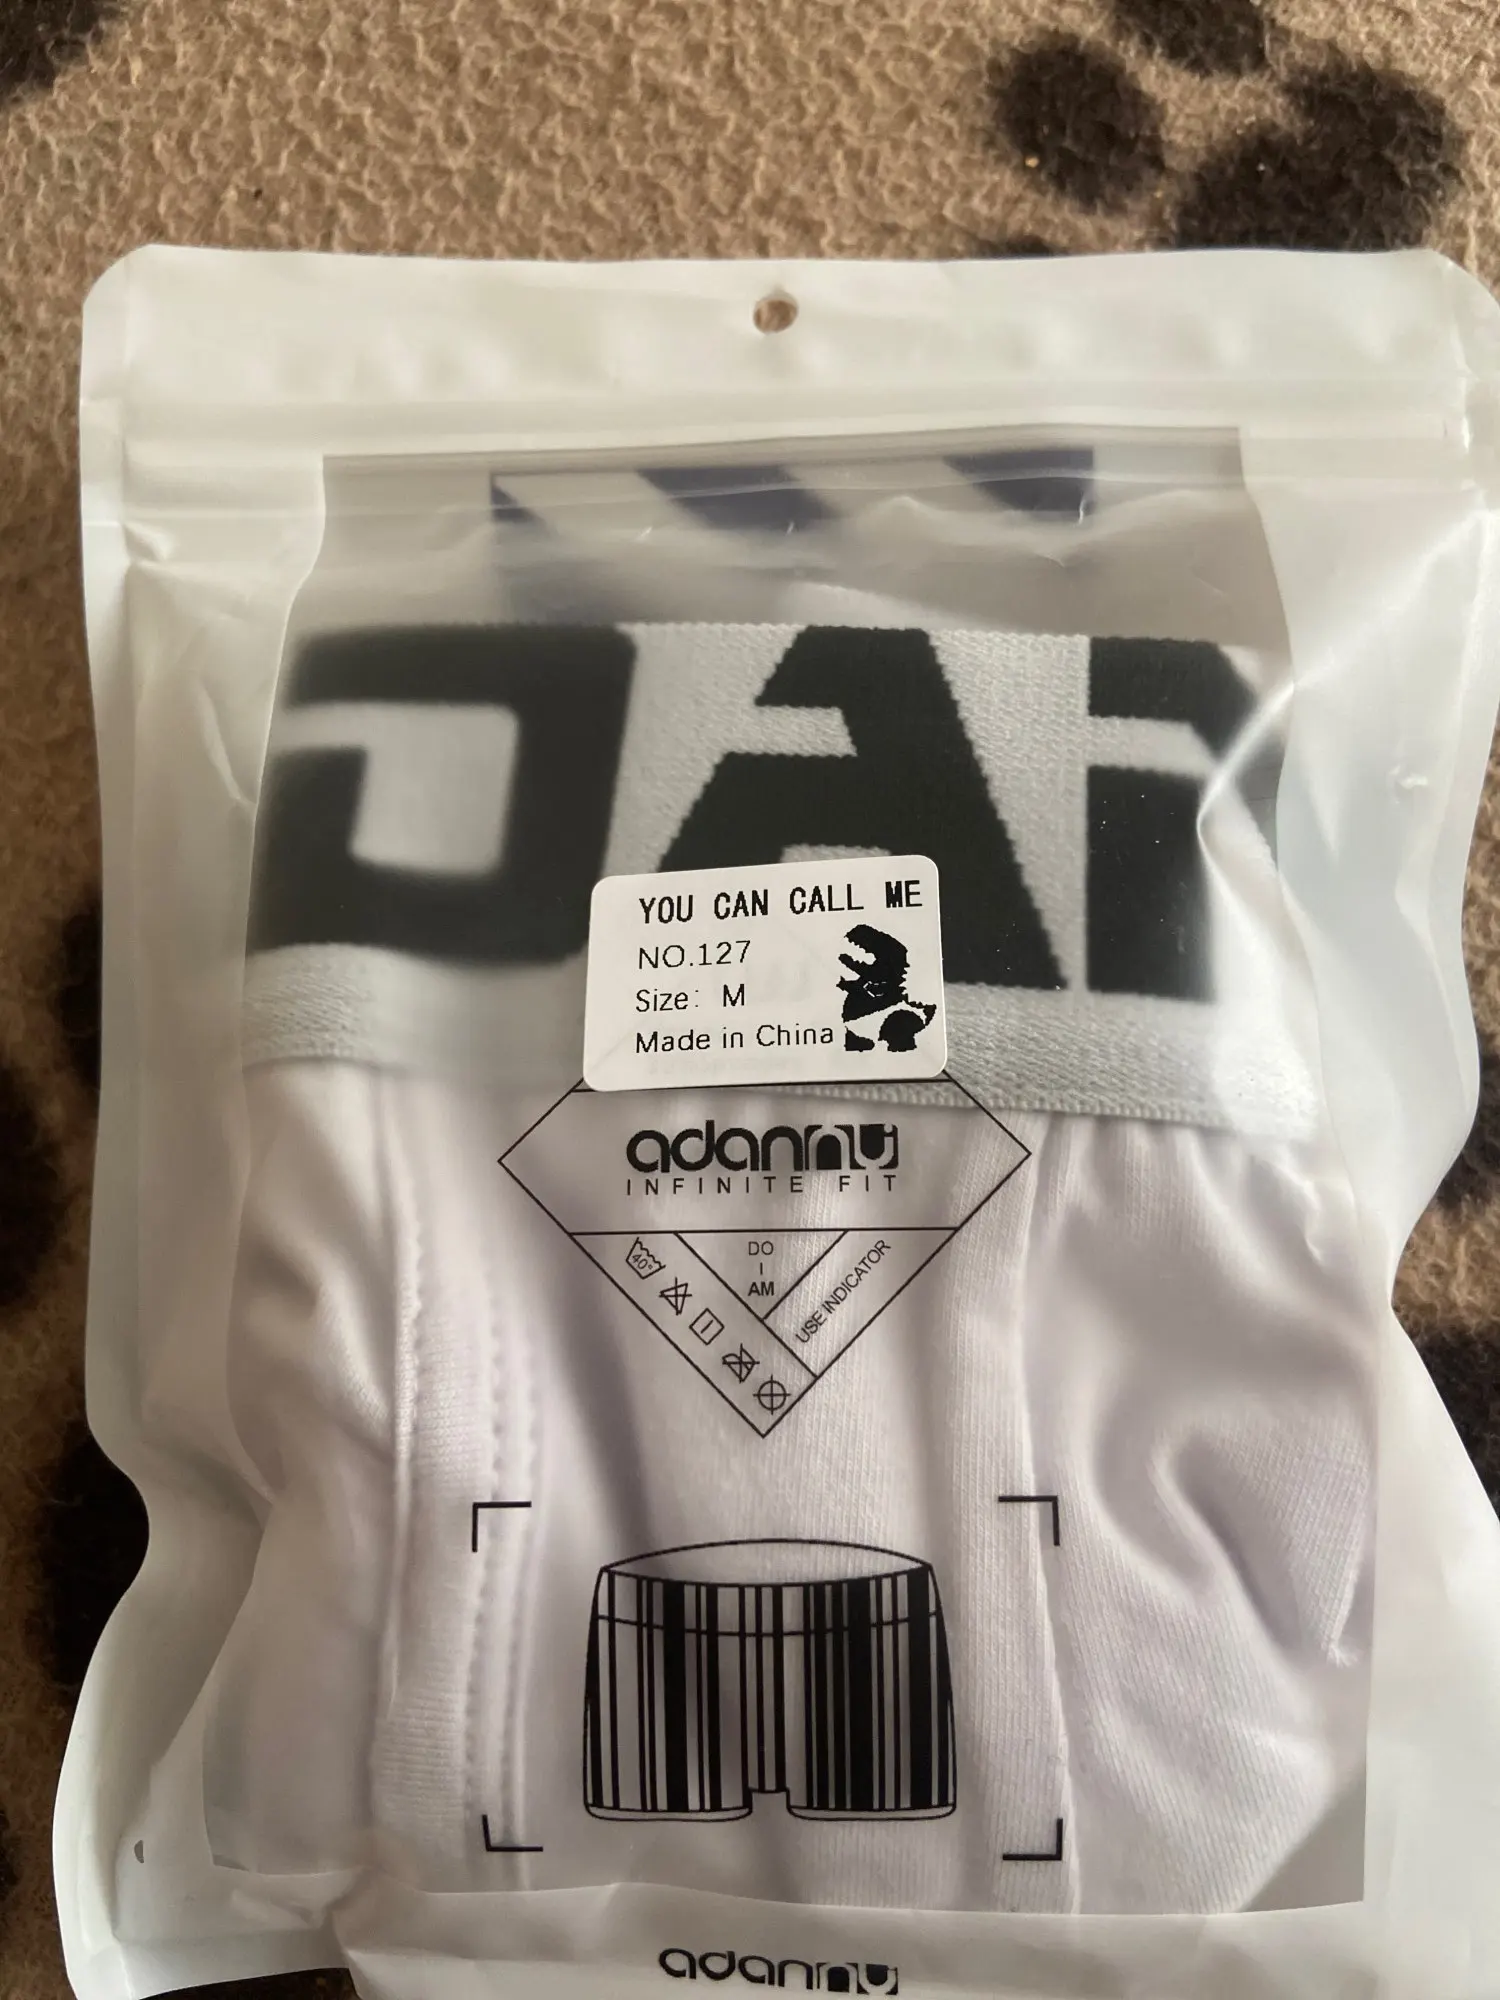 DAD
YOU CAN CALL ME
NO.127
Size: M
Made in China
adannu
INFINITE FIT
40°
DO
I
AM
USE INDICATOR
adannu